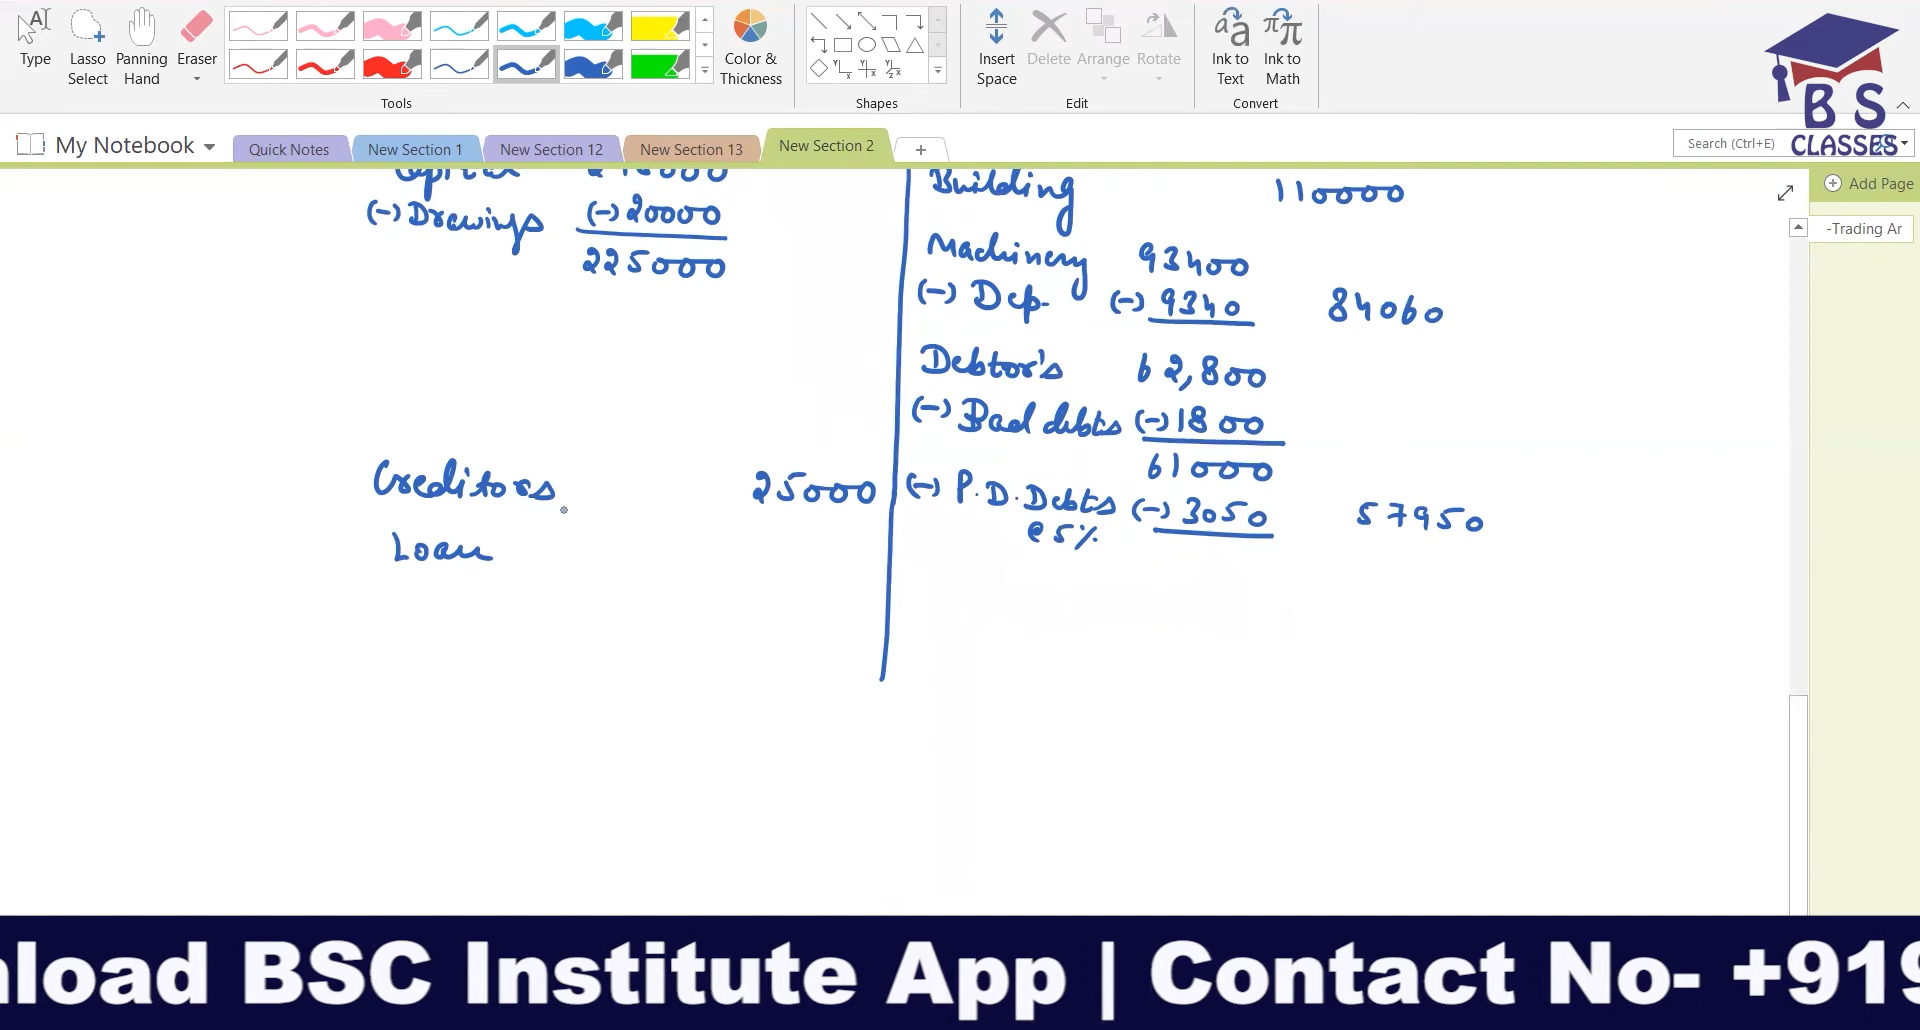 Type
Lasso Select
Panning Hand
Eraser
Color & Thickness
Insert Space
Delete
Arrange
Rotate
Ink to Text
Ink to Math
Tools
Shapes
Edit
Convert
BS
CLASSES
My Notebook
Quick Notes
New Section 1
New Section 12
New Section 13
New Section 2
Search (Ctrl+E)
Add Page
-Trading Ar
Capital
(-) Drawings (-) 20000
225000
Creditors 25000
Loan
Building 110000
Machinery 93400
(-) Dep. (-) 9340 84060
Debtor's 62,800
(-) Bad debts (-) 1800
61000
(-) P.D. Debts (-) 3050 57950
@ 5%
nload BSC Institute App | Contact No- +919